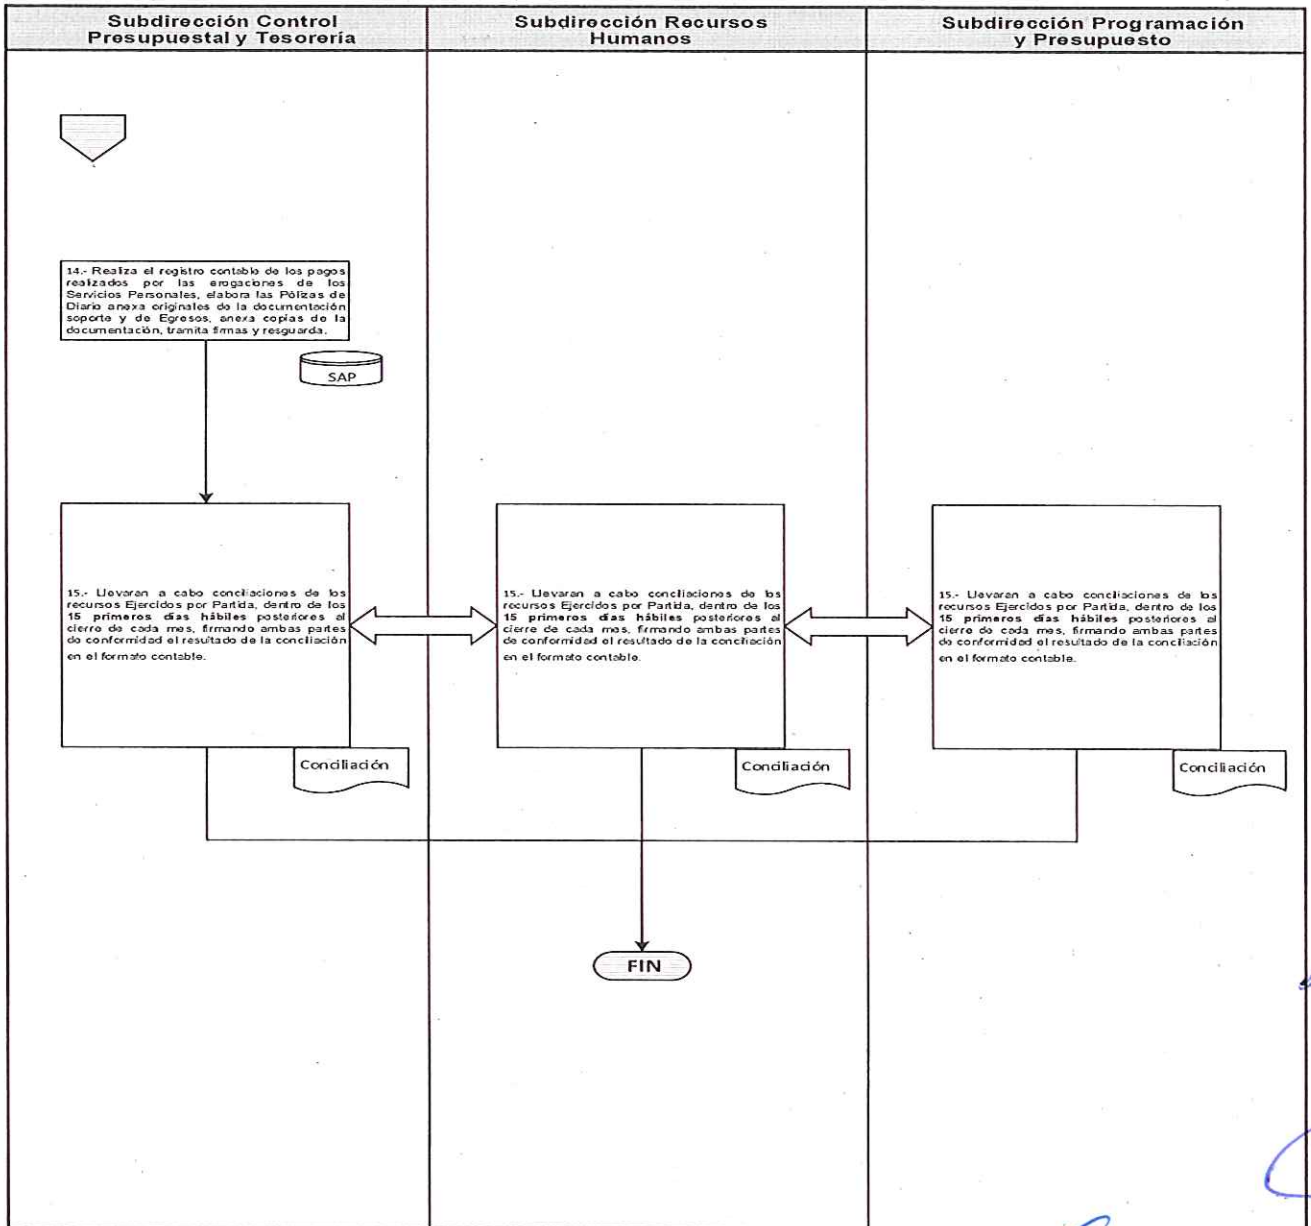 Subdirección Control
Presupuestal y Tesorería
Subdirección Recursos
Humanos
Subdirección Programación
y Presupuesto
14.- Realiza el registro contable de los pagos
realizados por las erogaciones de los
Servicios Personales, elabora las Pólizas de
Diario anexa originales de la documentación
soporte y de Egresos, anexa copias de la
documentación, tramita firmas y resguarda.
SAP
15.- Llevaran a cabo conciliaciones de los
recursos Ejercidos por Partida, dentro de los
15 primeros días hábiles posteriores al
cierre de cada mes, firmando ambas partes
de conformidad el resultado de la conciliación
en el formato contable.
15.- Llevaran a cabo conciliaciones de los
recursos Ejercidos por Partida, dentro de los
15 primeros días hábiles posteriores al
cierre de cada mes, firmando ambas partes
de conformidad el resultado de la conciliación
en el formato contable.
15.- Llevaran a cabo conciliaciones de los
recursos Ejercidos por Partida, dentro de los
15 primeros días hábiles posteriores al
cierre de cada mes, firmando ambas partes
de conformidad el resultado de la conciliación
en el formato contable.
Conciliación
Conciliación
Conciliación
FIN